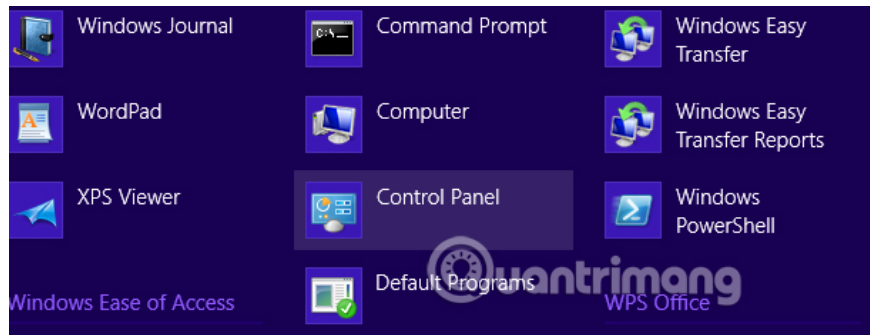 Windows Journal
WordPad
XPS Viewer
Windows Ease of Access
C:\_
Command Prompt
Computer
Control Panel
Default Programs
Windows Easy
Transfer
Windows Easy
Transfer Reports
Windows
PowerShell
WPS Office
Quantrimang